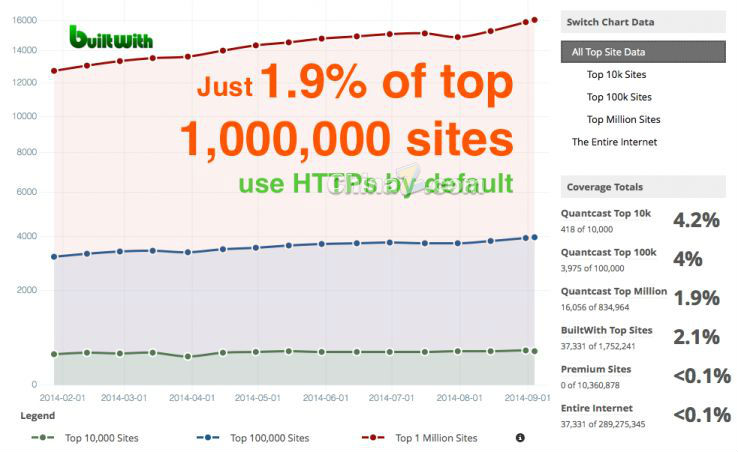 16000
14000
12000
10000
8000
6000
4000
2000
0
builtwith
Just 1.9% of top
1,000,000 sites
use HTTPs by default
2014-02-01
2014-03-01
2014-04-01
2014-05-01
2014-06-01
2014-07-01
2014-08-01
2014-09-01
Legend
Top 10,000 Sites
Top 100,000 Sites
Top 1 Million Sites
Switch Chart Data
All Top Site Data
Top 10k Sites
Top 100k Sites
Top Million Sites
The Entire Internet
Coverage Totals
Quantcast Top 10k
418 of 10,000
4.2%
Quantcast Top 100k
3,975 of 100,000
4%
Quantcast Top Million
16,056 of 834,964
1.9%
BuiltWith Top Sites
37,331 of 1,752,241
2.1%
Premium Sites
0 of 10,360,878
<0.1%
Entire Internet
37,331 of 289,275,345
<0.1%